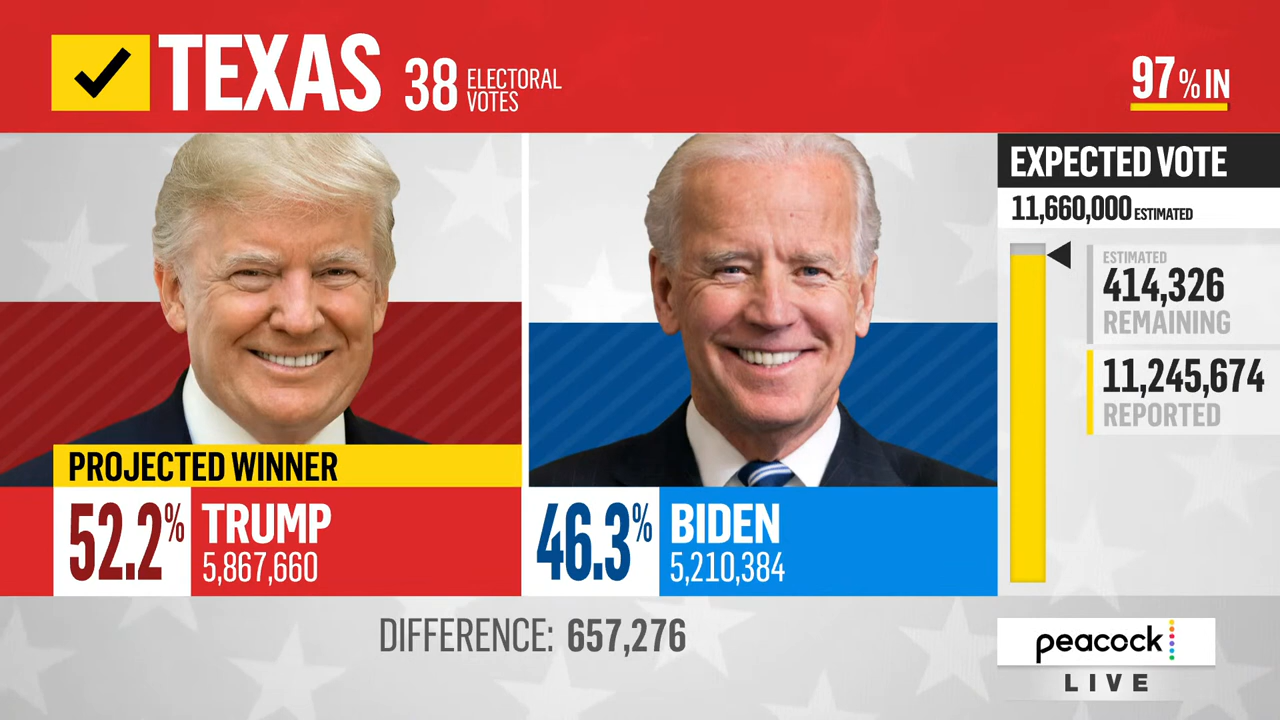 TEXAS
38 ELECTORAL VOTES
97% IN
EXPECTED VOTE
11,660,000 ESTIMATED
ESTIMATED
414,326
REMAINING
11,245,674
REPORTED
PROJECTED WINNER
52.2% TRUMP
5,867,660
46.3% BIDEN
5,210,384
DIFFERENCE: 657,276
peacock
LIVE